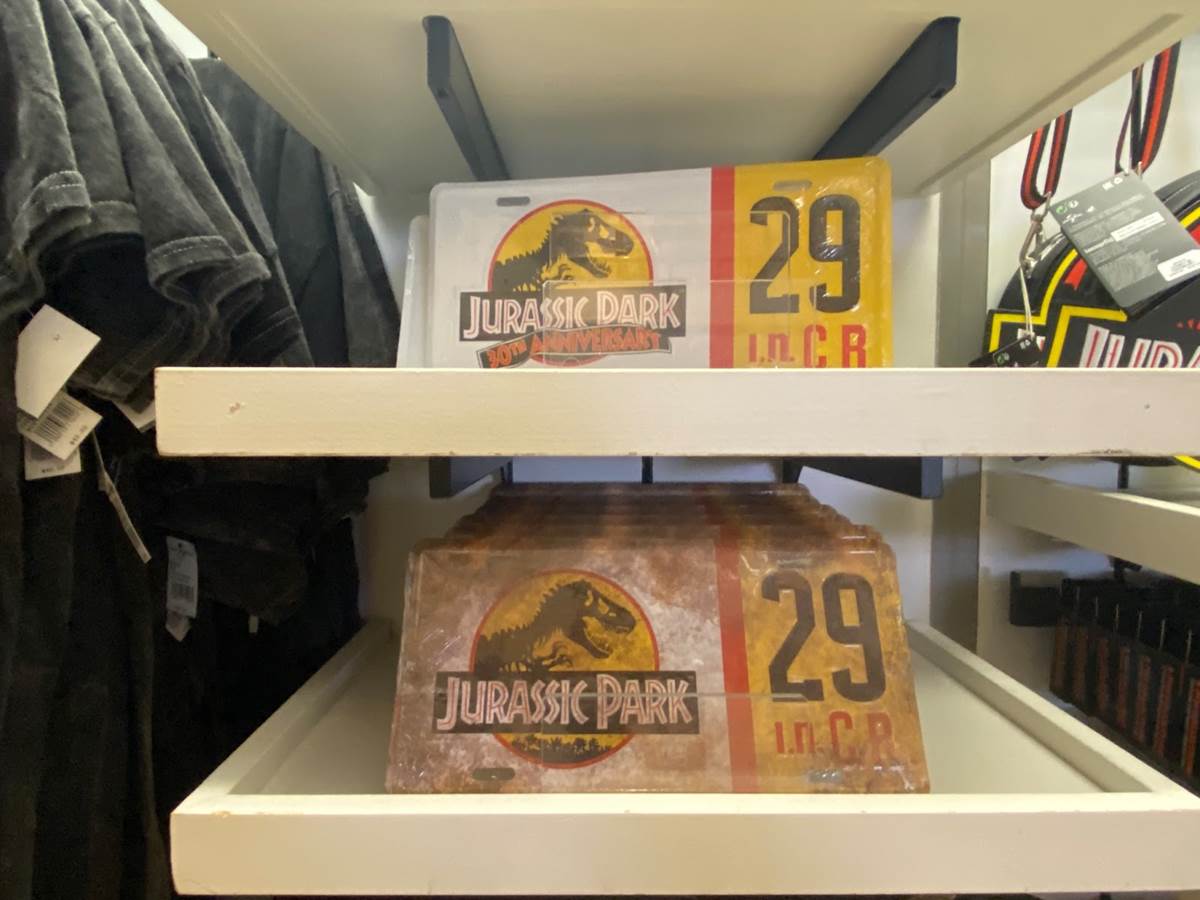 JURASSIC PARK
30TH ANNIVERSARY
29
I.N.C.R
JURASSIC PARK
29
I.N.C.R.